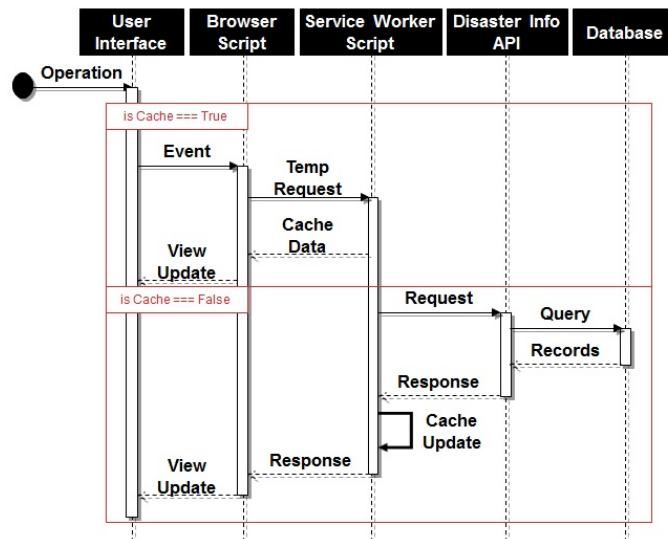 User
Interface
Browser
Script
Service Worker
Script
Disaster Info
API
Database
Operation
is Cache === True
Event
Temp
Request
Cache
Data
View
Update
is Cache === False
Request
Query
Records
Response
Cache
Update
Response
View
Update